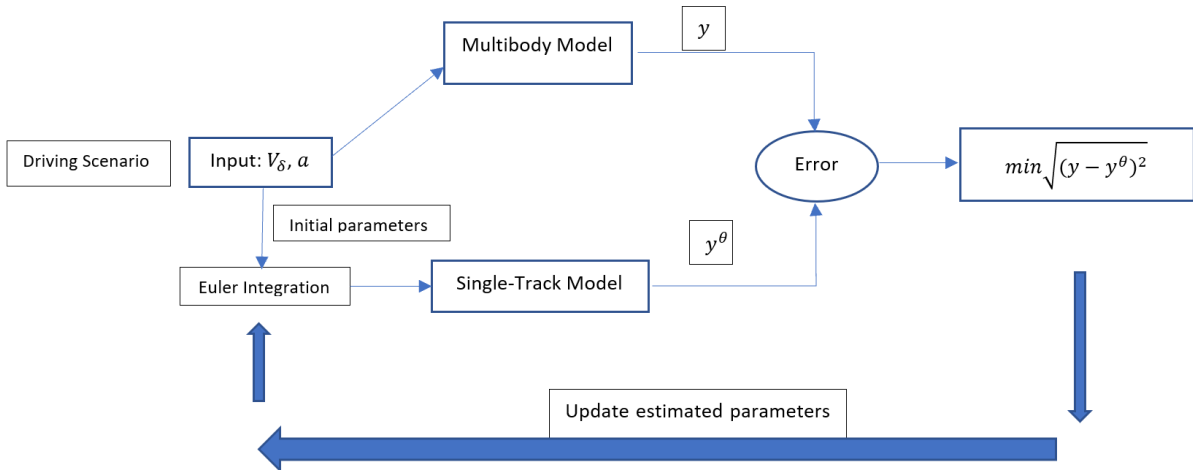 Multibody Model
y
Driving Scenario
Input: V_δ, a
Error
min√(y − y^θ)^2
Initial parameters
y^θ
Euler Integration
Single-Track Model
Update estimated parameters